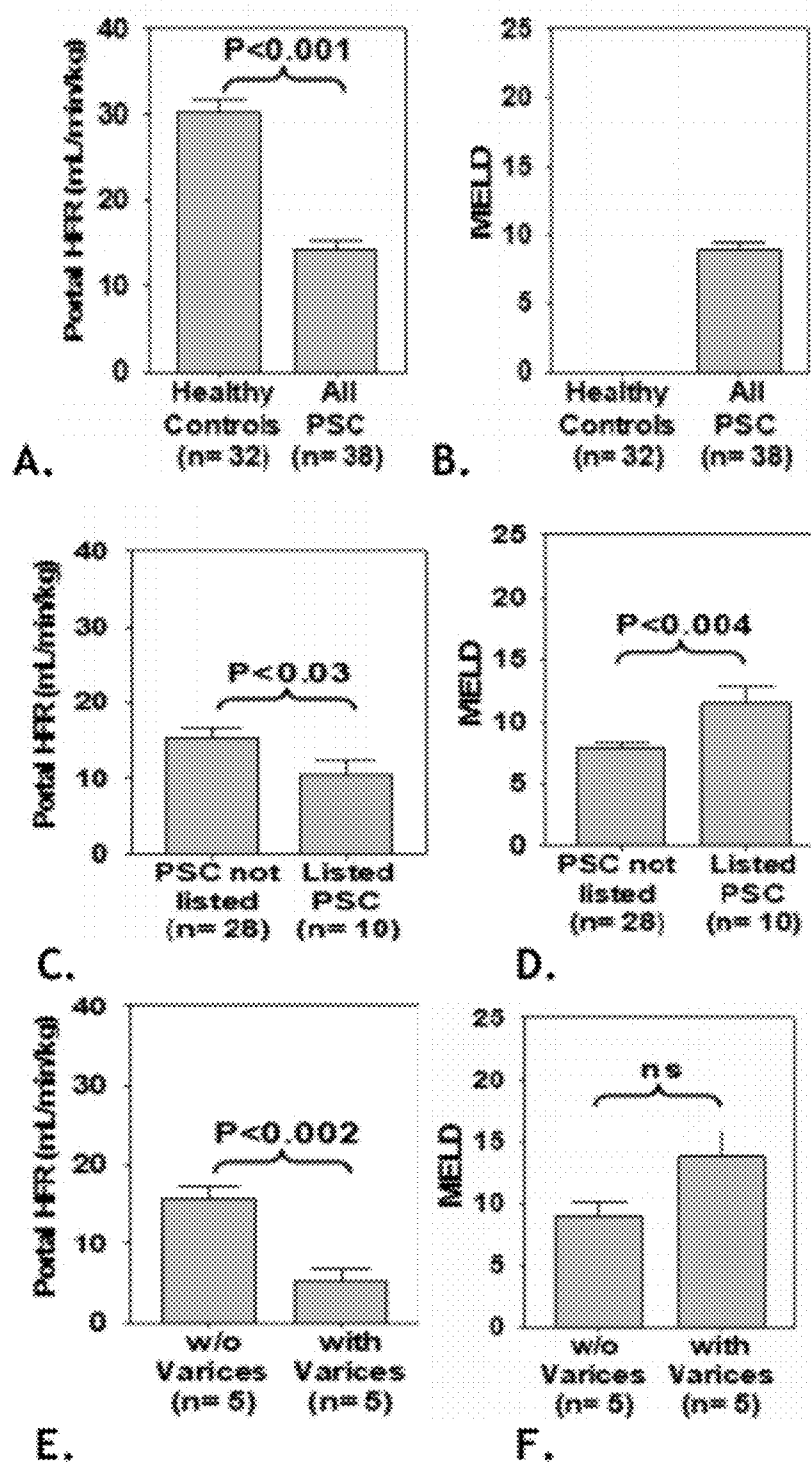 Portal HFR (mL/min/kg)
40
30
20
10
0
P<0.001
Healthy Controls (n= 32)
All PSC (n= 38)
A.
MELD
25
20
15
10
5
0
Healthy Controls (n= 32)
All PSC (n= 38)
B.
Portal HFR (mL/min/kg)
40
30
20
10
0
P<0.03
PSC not listed (n= 28)
Listed PSC (n= 10)
C.
MELD
25
20
15
10
5
0
P<0.004
PSC not listed (n= 28)
Listed PSC (n= 10)
D.
Portal HFR (mL/min/kg)
40
30
20
10
0
P<0.002
w/o Varices (n= 5)
with Varices (n= 5)
E.
MELD
25
20
15
10
5
0
ns
w/o Varices (n= 5)
with Varices (n= 5)
F.